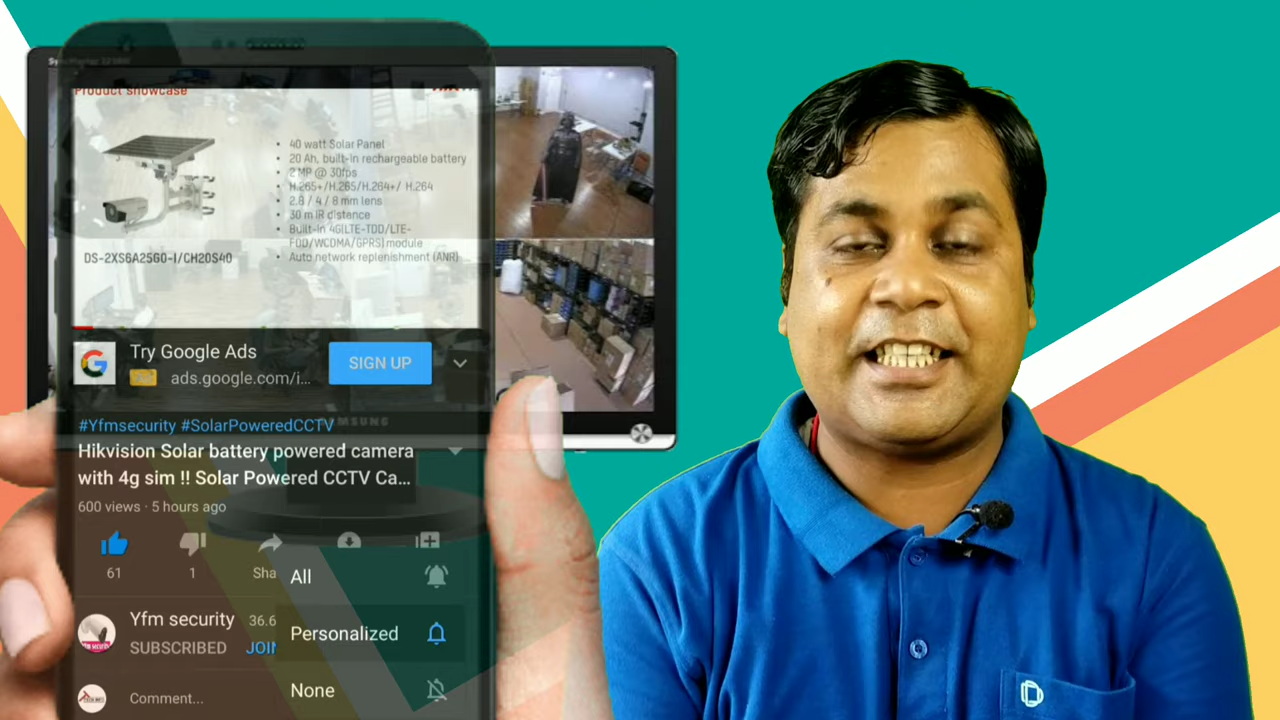 Product showcase
40 watt Solar Panel
20 Ah, built-in rechargeable battery
2 MP @ 30fps
H.265+/H.265/H.264+/ H.264
2.8 / 4 / 8 mm lens
30 m IR distance
Built-in 4G(LTE-TDD/LTE-
FDD/WCDMA/GPRS) module
Auto network replenishment (ANR)
DS-2XS6A25G0-I/CH20S40
Try Google Ads
ads.google.com/i...
SIGN UP
SAMSUNG
#Yfmsecurity #SolarPoweredCCTV
Hikvision Solar battery powered camera
with 4g sim !! Solar Powered CCTV Ca...
600 views · 5 hours ago
61
1
Sha
All
Yfm security 36.6
SUBSCRIBED JOIN
Personalized
Comment...
None